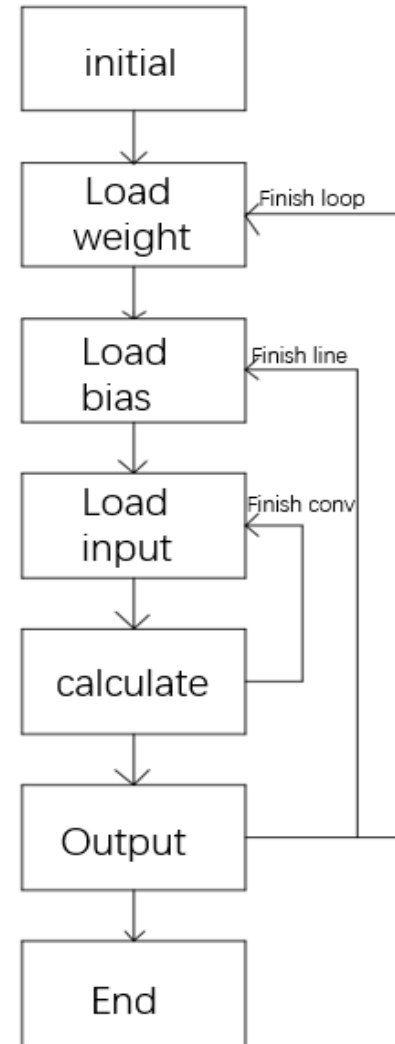 initial
Load
weight
Finish loop
Load
bias
Finish line
Load
input
Finish conv
calculate
Output
End